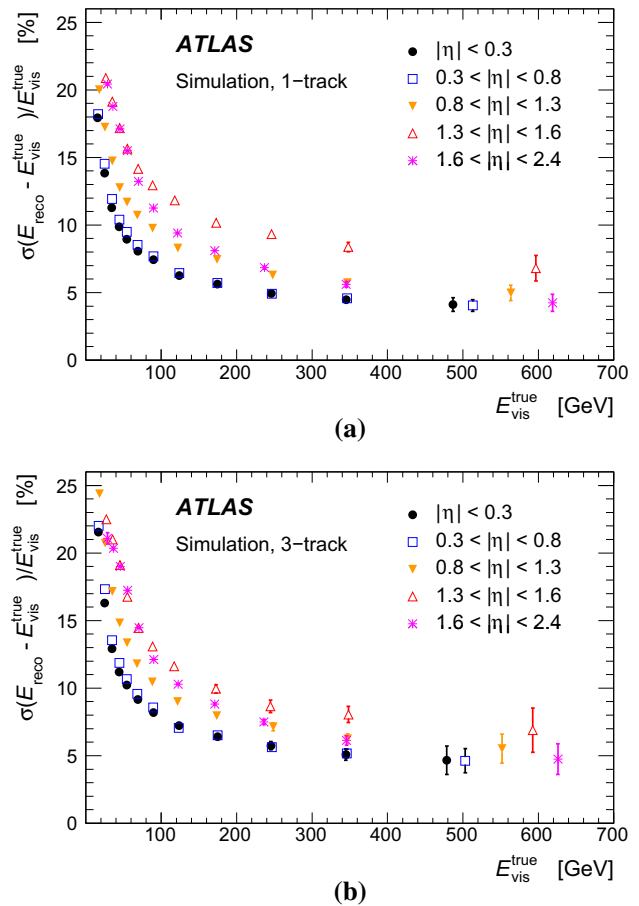 σ(E_reco - E_vis^true)/E_vis^true [%]
25
20
15
10
5
0
ATLAS
Simulation, 1−track
|η| < 0.3
0.3 < |η| < 0.8
0.8 < |η| < 1.3
1.3 < |η| < 1.6
1.6 < |η| < 2.4
100 200 300 400 500 600 700
E_vis^true [GeV]
(a)
σ(E_reco - E_vis^true)/E_vis^true [%]
25
20
15
10
5
0
ATLAS
Simulation, 3−track
|η| < 0.3
0.3 < |η| < 0.8
0.8 < |η| < 1.3
1.3 < |η| < 1.6
1.6 < |η| < 2.4
100 200 300 400 500 600 700
E_vis^true [GeV]
(b)